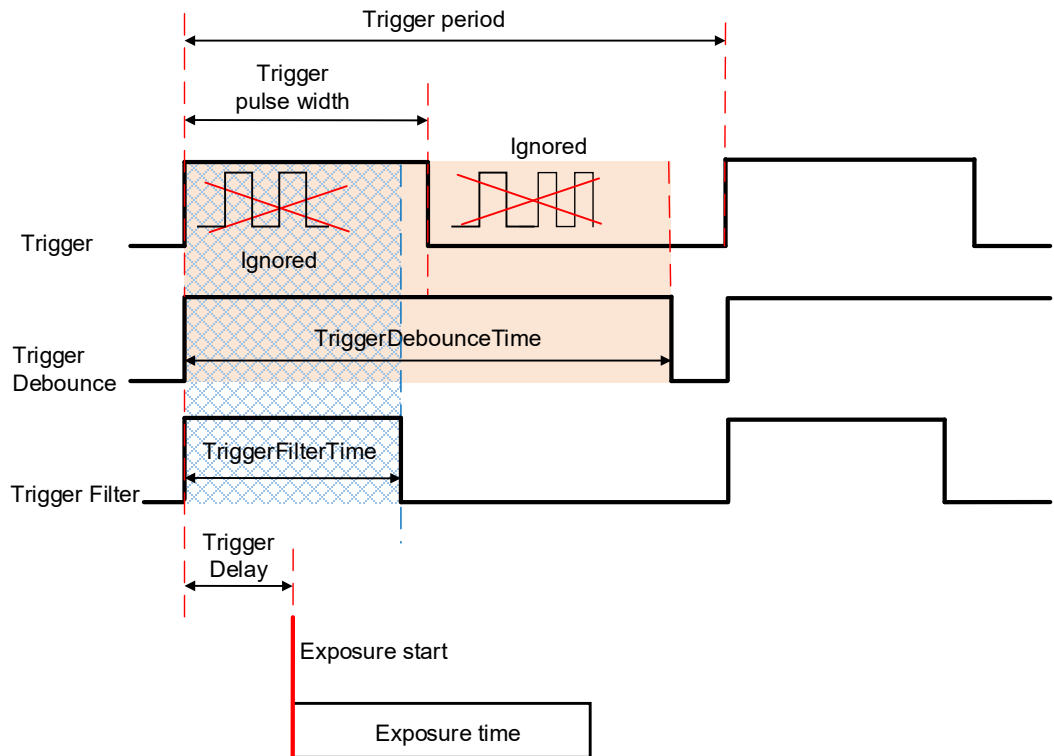 Trigger period
Trigger
pulse width
Ignored
Trigger
Ignored
TriggerDebounceTime
Trigger
Debounce
TriggerFilterTime
Trigger Filter
Trigger
Delay
Exposure start
Exposure time